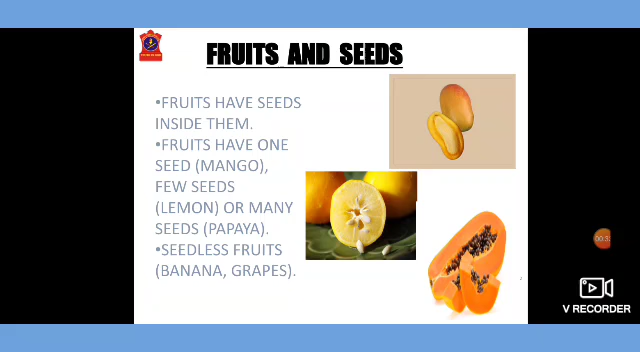 FRUITS AND SEEDS
•FRUITS HAVE SEEDS
INSIDE THEM.
•FRUITS HAVE ONE
SEED (MANGO),
FEW SEEDS
(LEMON) OR MANY
SEEDS (PAPAYA).
•SEEDLESS FRUITS
(BANANA, GRAPES).
V RECORDER